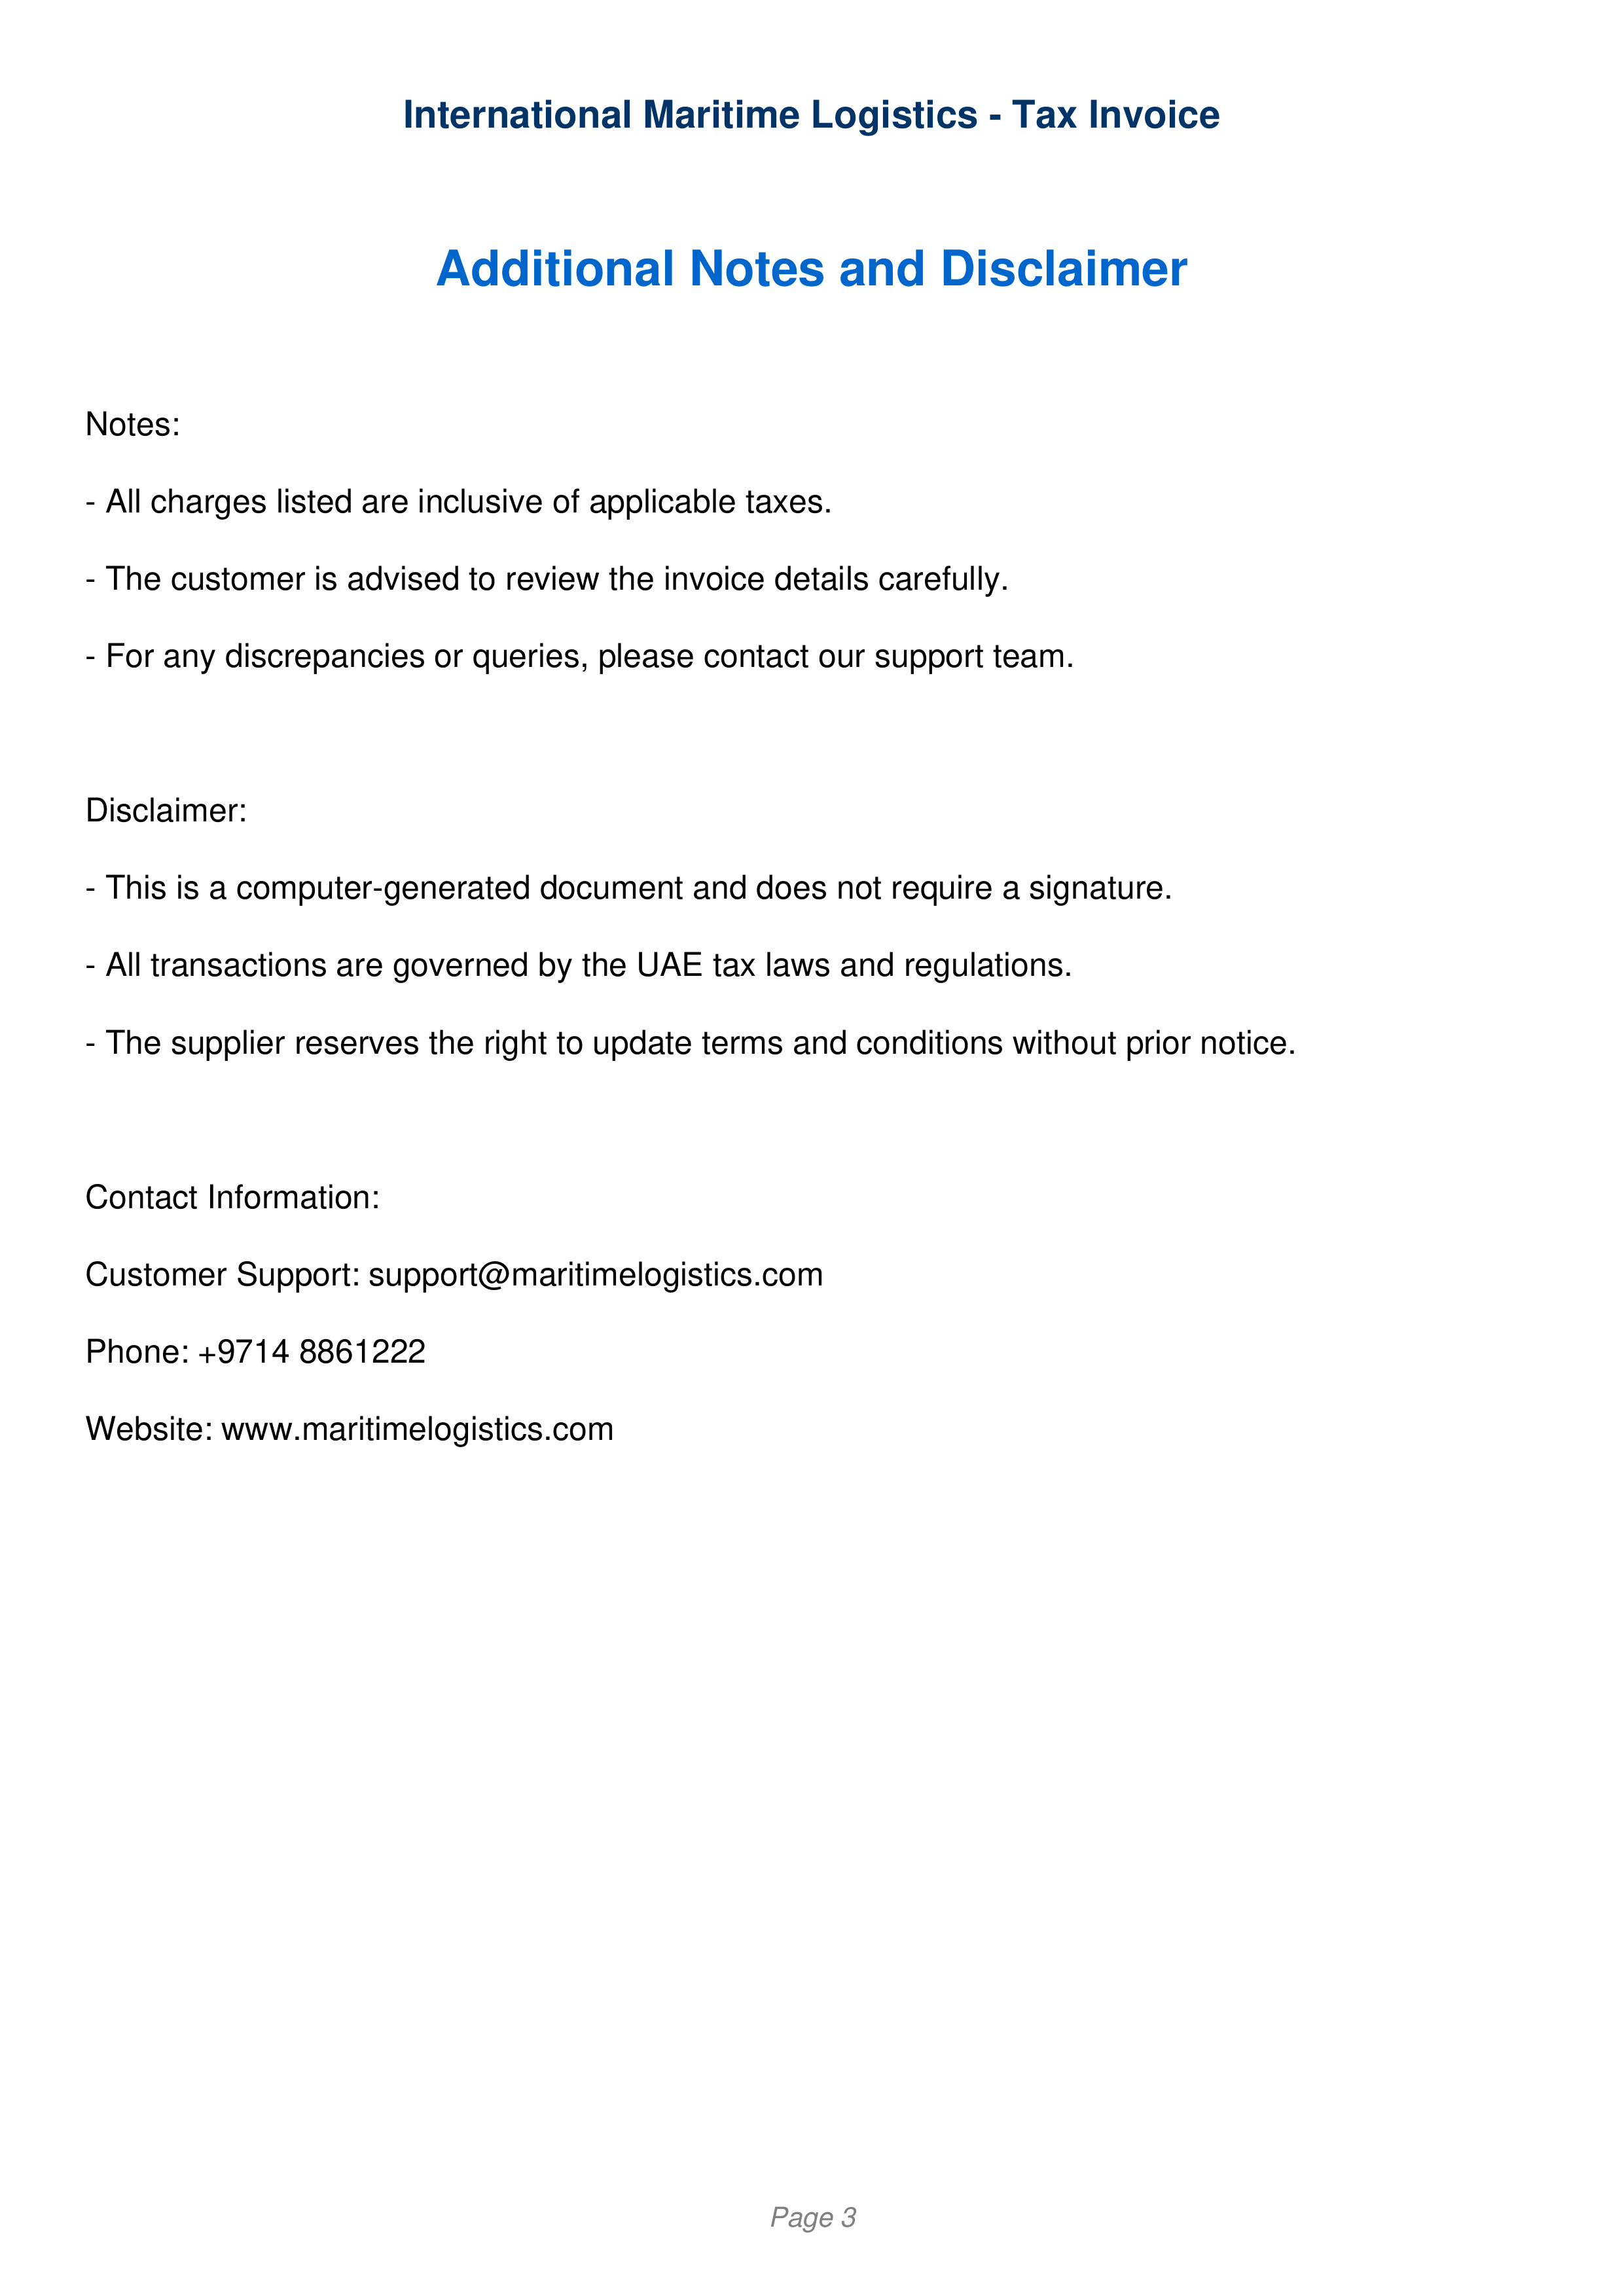 International Maritime Logistics - Tax Invoice
Additional Notes and Disclaimer
Notes:
- All charges listed are inclusive of applicable taxes.
- The customer is advised to review the invoice details carefully.
- For any discrepancies or queries, please contact our support team.
Disclaimer:
- This is a computer-generated document and does not require a signature.
- All transactions are governed by the UAE tax laws and regulations.
- The supplier reserves the right to update terms and conditions without prior notice.
Contact Information:
Customer Support: support@maritimelogistics.com
Phone: +9714 8861222
Website: www.maritimelogistics.com
Page 3